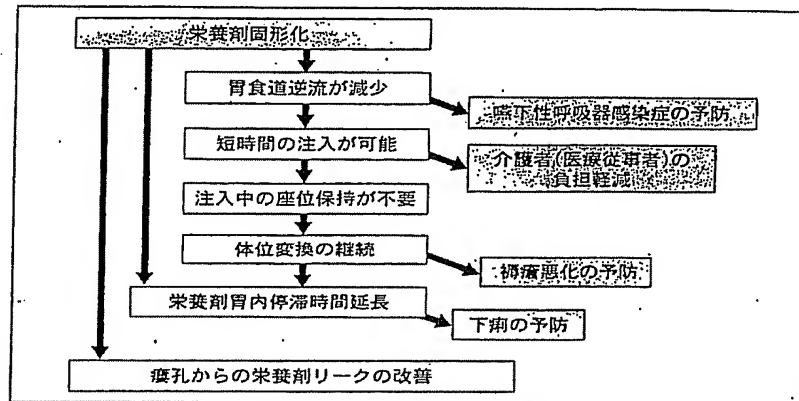 栄養剤固形化
胃食道逆流が減少
嚥下性呼吸器感染症の予防
短時間の注入が可能
介護者(医療従事者)の
負担軽減
注入中の座位保持が不要
体位変換の継続
褥瘡悪化の予防
栄養剤胃内停滞時間延長
下痢の予防
瘻孔からの栄養剤リークの改善